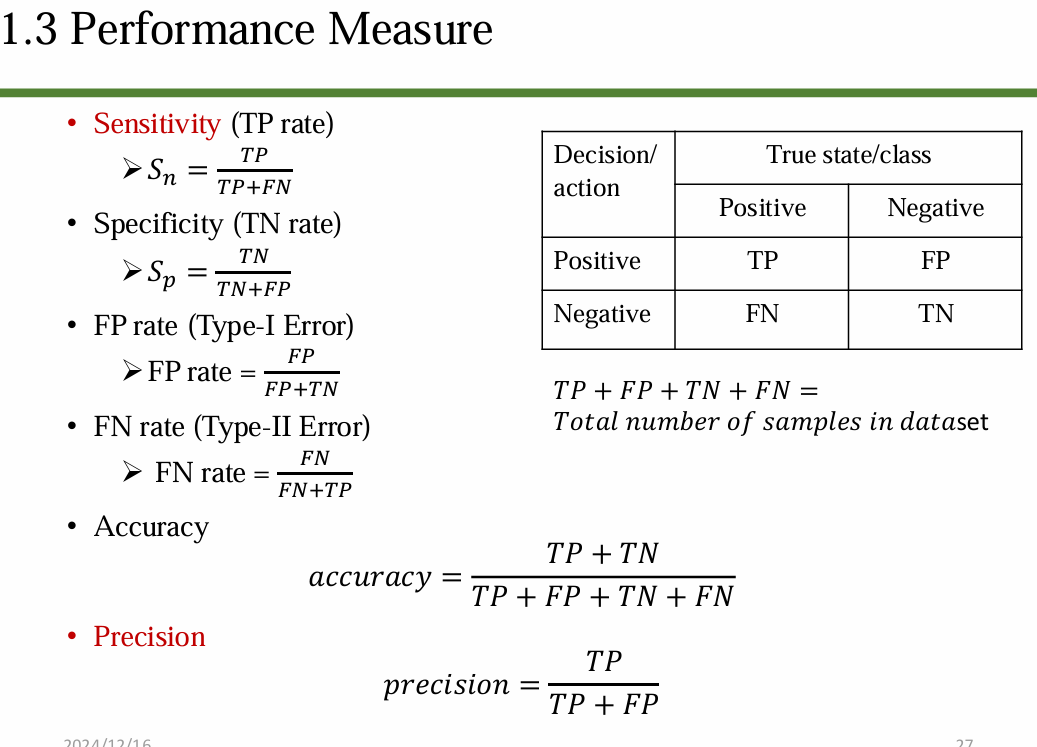 1.3 Performance Measure
• Sensitivity (TP rate)
➢ Sₙ = TP / TP+FN
• Specificity (TN rate)
➢ Sₚ = TN / TN+FP
• FP rate (Type-I Error)
➢ FP rate = FP / FP+TN
• FN rate (Type-II Error)
➢ FN rate = FN / FN+TP
• Accuracy
accuracy = TP + TN / TP + FP + TN + FN
• Precision
precision = TP / TP + FP
Decision/ True state/class
action
Positive Negative
Positive TP FP
Negative FN TN
TP + FP + TN + FN =
Total number of samples in dataset
2024/12/16 27